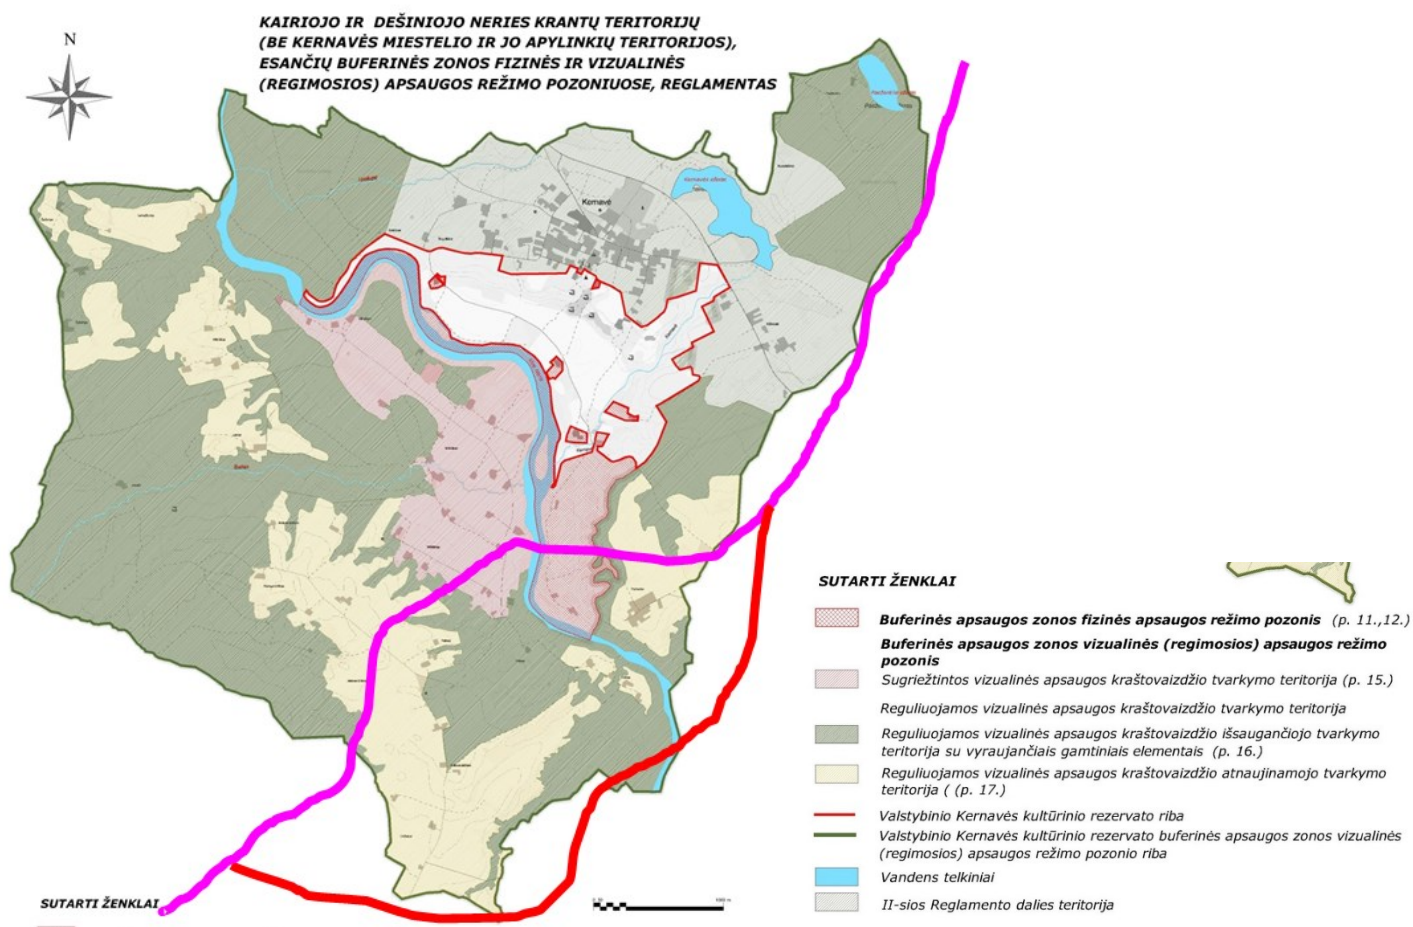 KAIRIOJO IR DEŠINIOJO NERIES KRANTŲ TERITORIJŲ
(BE KERNAVĖS MIESTELIO IR JO APYLINKIŲ TERITORIJOS),
ESANČIŲ BUFERINĖS ZONOS FIZINĖS IR VIZUALINĖS
(REGIMOSIOS) APSAUGOS REŽIMO POZONIUOSE, REGLAMENTAS
N
Kernavė
SUTARTI ŽENKLAI
Buferinės apsaugos zonos fizinės apsaugos režimo pozonis (p. 11.,12.)
Buferinės apsaugos zonos vizualinės (regimosios) apsaugos režimo
pozonis
Sugriežtintos vizualinės apsaugos kraštovaizdžio tvarkymo teritorija (p. 15.)
Reguliuojamos vizualinės apsaugos kraštovaizdžio tvarkymo teritorija
Reguliuojamos vizualinės apsaugos kraštovaizdžio išsaugančiojo tvarkymo
teritorija su vyraujančiais gamtiniais elementais (p. 16.)
Reguliuojamos vizualinės apsaugos kraštovaizdžio atnaujinamojo tvarkymo
teritorija ( (p. 17.)
Valstybinio Kernavės kultūrinio rezervato riba
Valstybinio Kernavės kultūrinio rezervato buferinės apsaugos zonos vizualinės
(regimosios) apsaugos režimo pozonio riba
Vandens telkiniai
II-sios Reglamento dalies teritorija
SUTARTI ŽENKLAI